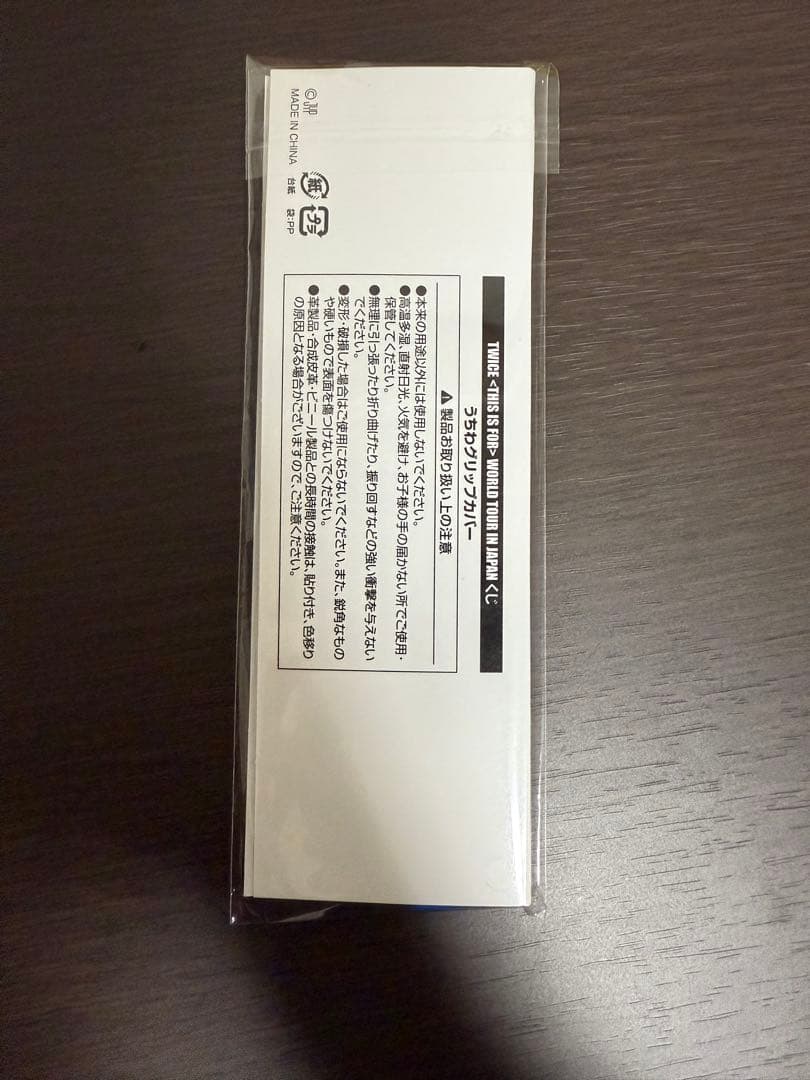 TWICE <THIS IS FOR> WORLD TOUR IN JAPAN くじ
うちわグリップカバー
⚠製品お取り扱い上の注意
●本来の用途以外には使用しないでください。
●高温多湿、直射日光、火気を避け、お子様の手の届かない所でご使用・
保管してください。
●無理に引っ張ったり折り曲げたり、振り回すなどの強い衝撃を与えない
でください。
●変形・破損した場合はご使用にならないでください。また、鋭角なもの
や硬いもので表面を傷つけないでください。
●革製品・合成皮革・ビニール製品との長時間の接触は、貼り付き、色移り
の原因となる場合がございますので、ご注意ください。
MADE IN CHINA
紙
台紙
プラ
袋:PP